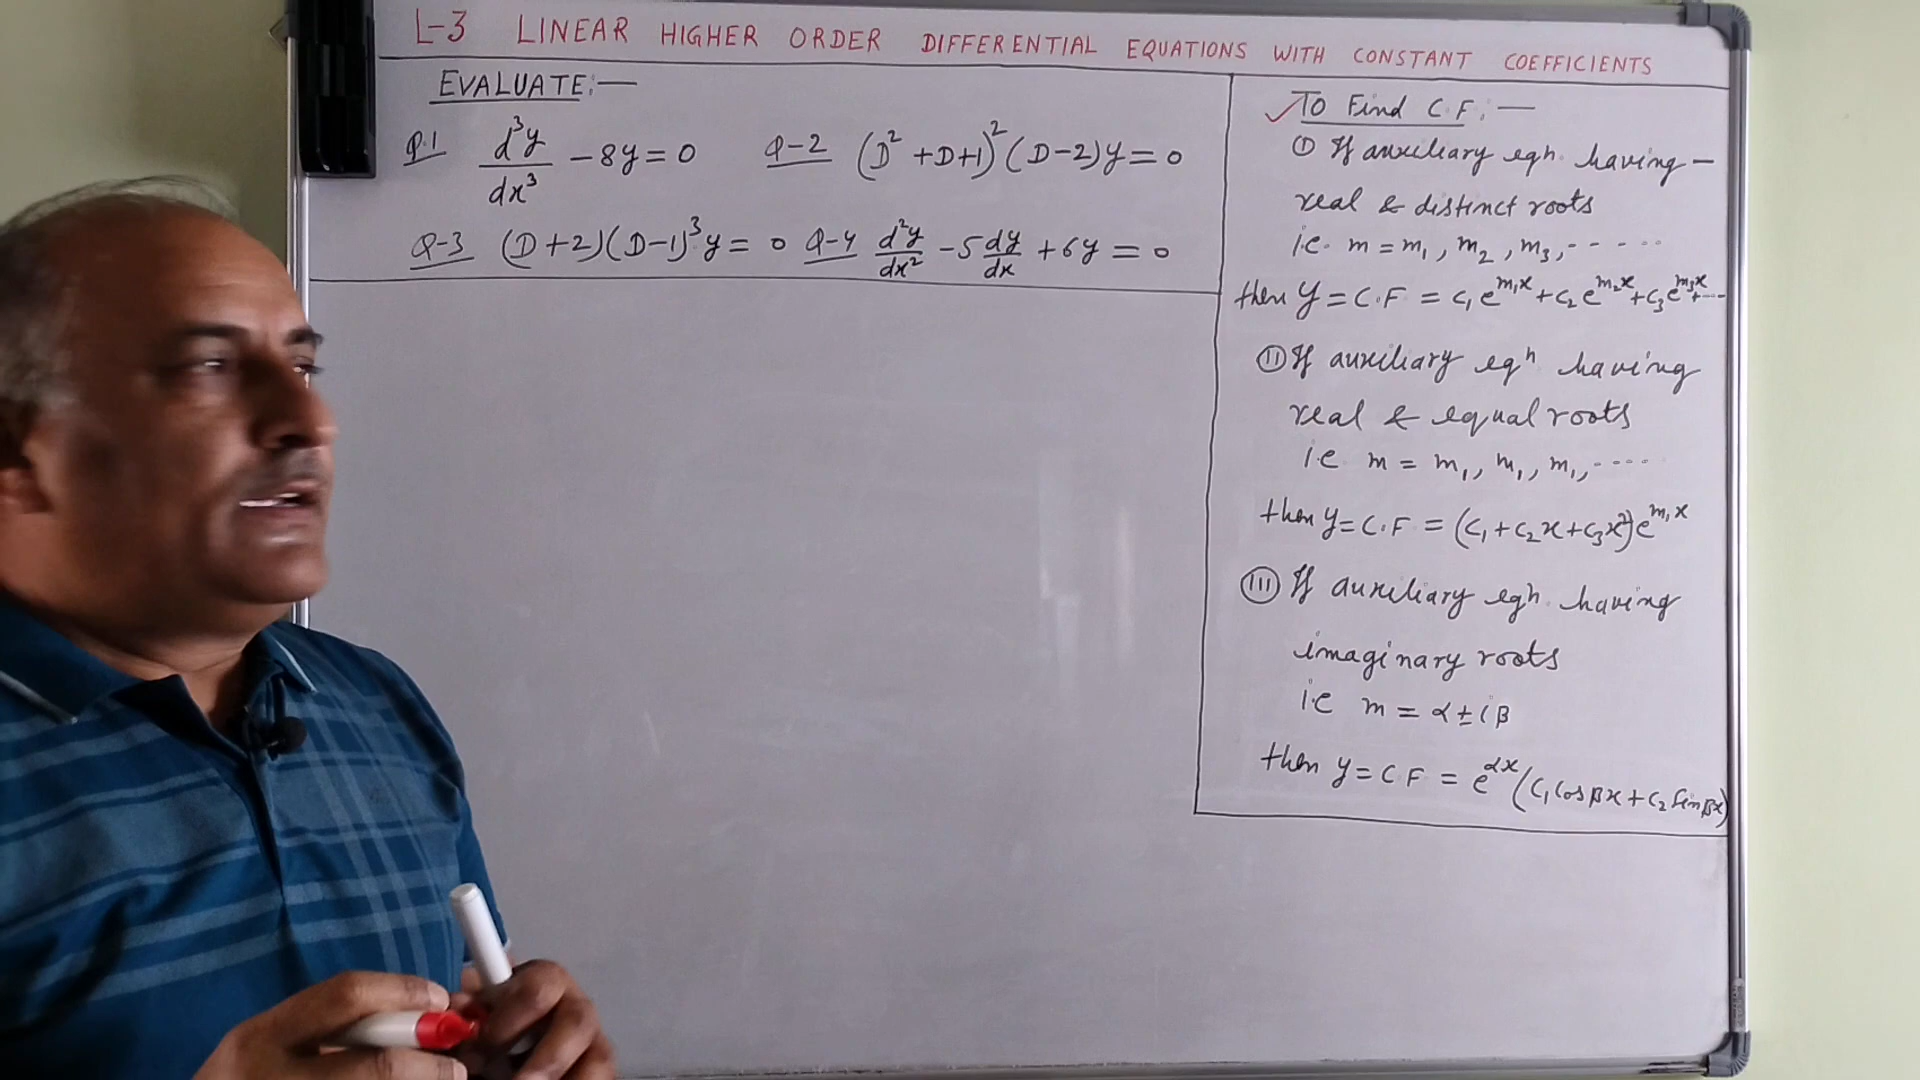 L-3 LINEAR HIGHER ORDER DIFFERENTIAL EQUATIONS WITH CONSTANT COEFFICIENTS
EVALUATE:—
Q.1 d³y/dx³ - 8y = 0 Q-2 (D² + D + 1)² (D - 2) y = 0
Q-3 (D + 2)(D - 1)³ y = 0 Q-4 d²y/dx² - 5 dy/dx + 6y = 0
✓ To Find C.F. :—
① If auxiliary eqn. having —
real & distinct roots
i.e. m = m₁, m₂, m₃, ------
then y = C.F = c₁e^{m₁x} + c₂e^{m₂x} + c₃e^{m₃x} + ---
Ⓘⓘ If auxiliary eqⁿ having
real & equal roots
i.e m = m₁, m₁, m₁, ----
then y = C.F = (c₁ + c₂x + c₃x²)e^{m₁x}
(III) If auxiliary eqn. having
imaginary roots
i.e m = α ± iβ
then y = C F = e^{αx} (c₁ Cos βx + c₂ Sin βx)